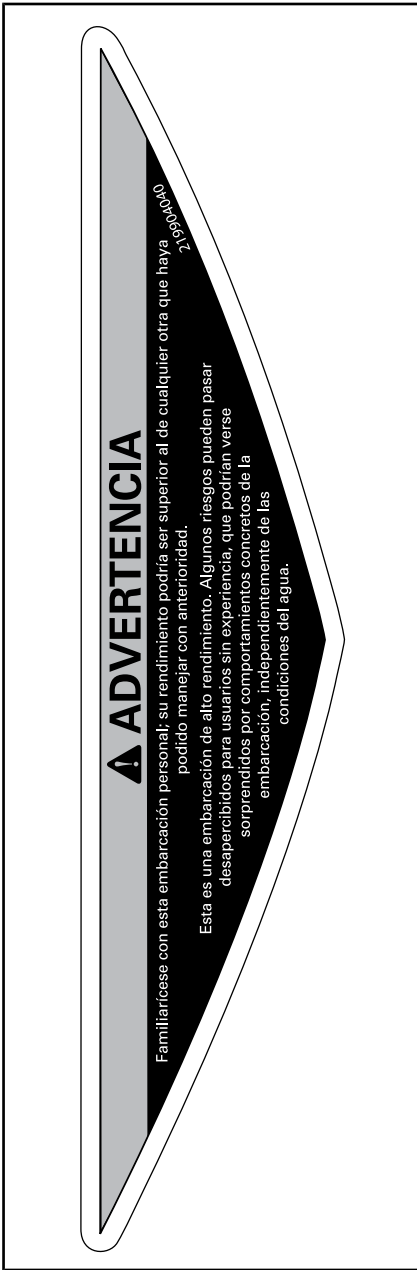 ADVERTENCIA
Familiarícese con esta embarcación personal; su rendimiento podría ser superior al de cualquier otra que haya
podido manejar con anterioridad.
Esta es una embarcación de alto rendimiento. Algunos riesgos pueden pasar
desapercibidos para usuarios sin experiencia, que podrían verse
sorprendidos por comportamientos concretos de la
embarcación, independientemente de las
condiciones del agua.
219904040